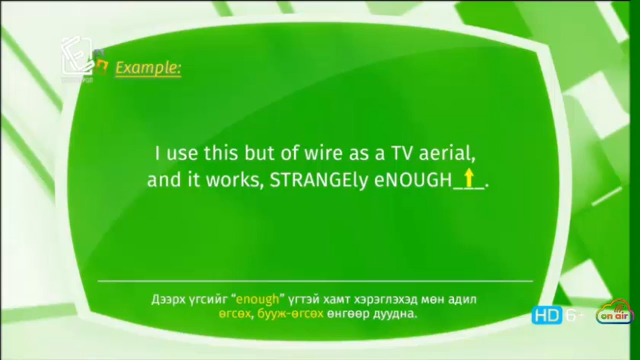 Example:
I use this but of wire as a TV aerial,
and it works, STRANGEly eNOUGH___.
Дээрх үгсийг “enough” үгтэй хамт хэрэглэхэд мөн адил
өгсөх, бууж-өгсөх өнгөөр дуудна.
HD 6
on air